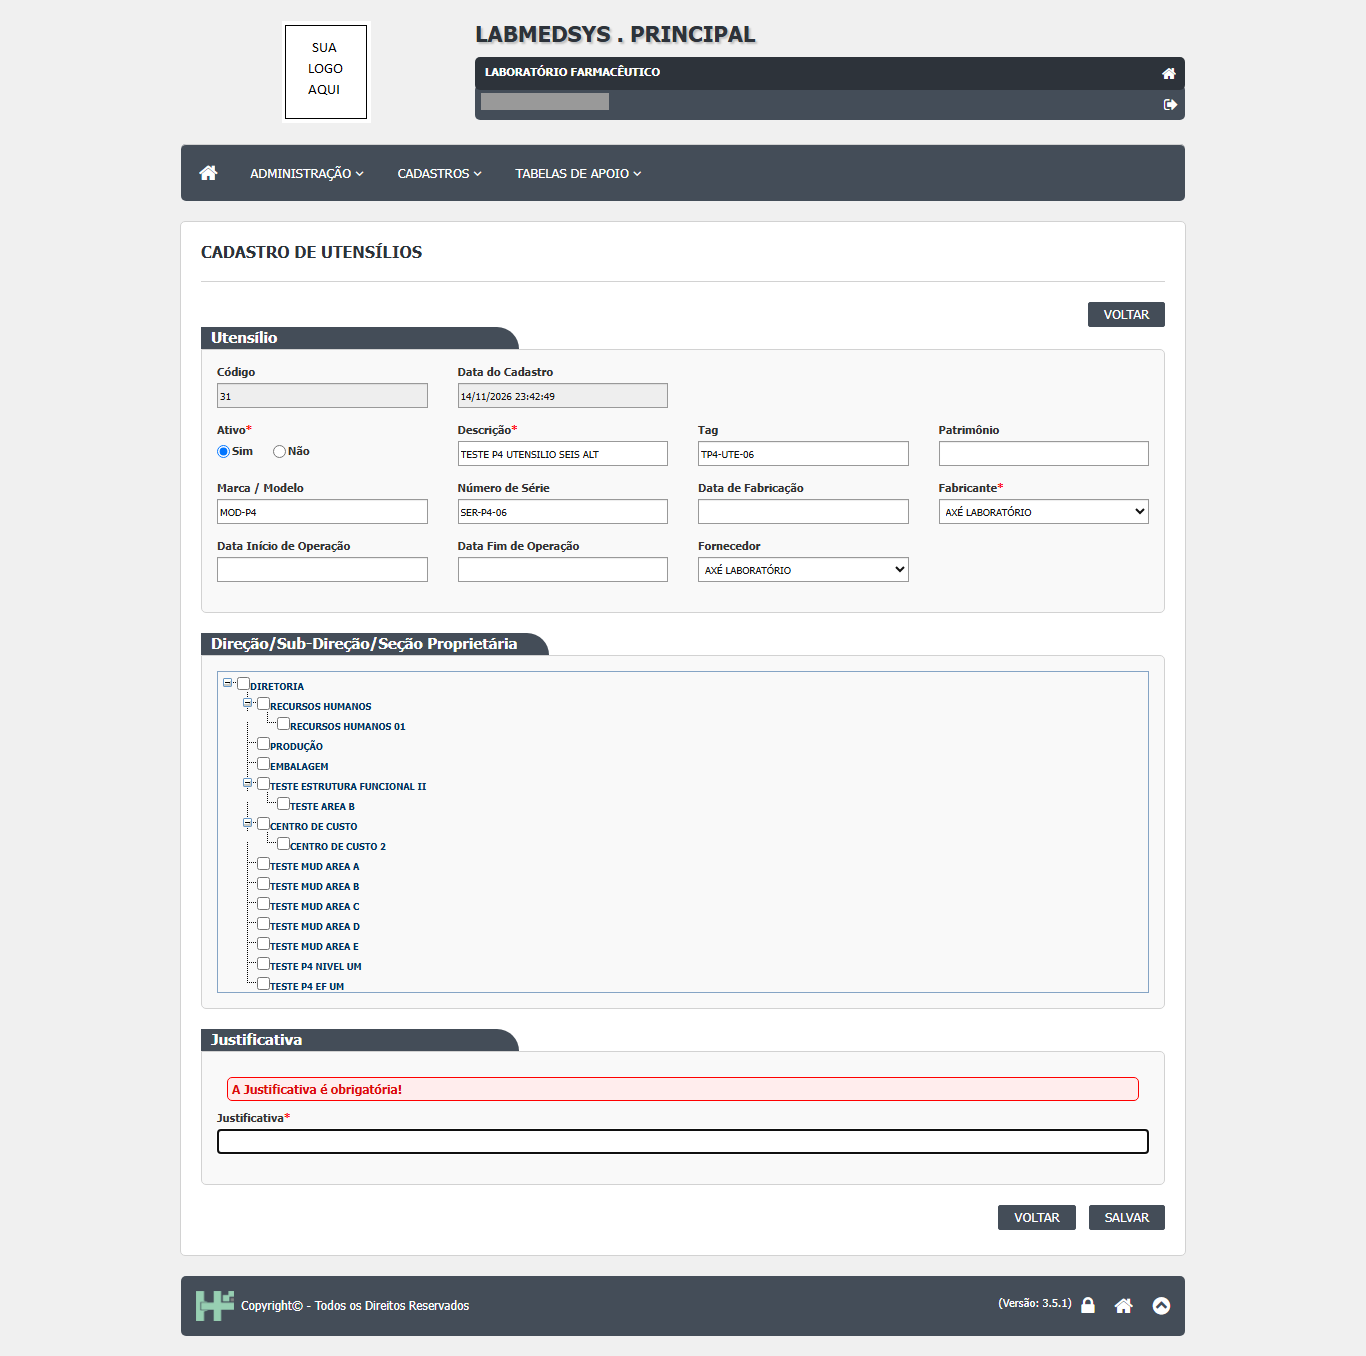 SUA
LOGO
AQUI
LABMEDSYS . PRINCIPAL
LABORATÓRIO FARMACÊUTICO
ADMINISTRAÇÃO CADASTROS TABELAS DE APOIO
CADASTRO DE UTENSÍLIOS
VOLTAR
Utensílio
Código Data do Cadastro
31 14/11/2026 23:42:49
Ativo* Descrição* Tag Patrimônio
Sim Não TESTE P4 UTENSILIO SEIS ALT TP4-UTE-06
Marca / Modelo Número de Série Data de Fabricação Fabricante*
MOD-P4 SER-P4-06 AXÉ LABORATÓRIO
Data Início de Operação Data Fim de Operação Fornecedor
AXÉ LABORATÓRIO
Direção/Sub-Direção/Seção Proprietária
DIRETORIA
RECURSOS HUMANOS
RECURSOS HUMANOS 01
PRODUÇÃO
EMBALAGEM
TESTE ESTRUTURA FUNCIONAL II
TESTE AREA B
CENTRO DE CUSTO
CENTRO DE CUSTO 2
TESTE MUD AREA A
TESTE MUD AREA B
TESTE MUD AREA C
TESTE MUD AREA D
TESTE MUD AREA E
TESTE P4 NIVEL UM
TESTE P4 EF UM
Justificativa
A Justificativa é obrigatória!
Justificativa*
VOLTAR SALVAR
Copyright© - Todos os Direitos Reservados (Versão: 3.5.1)